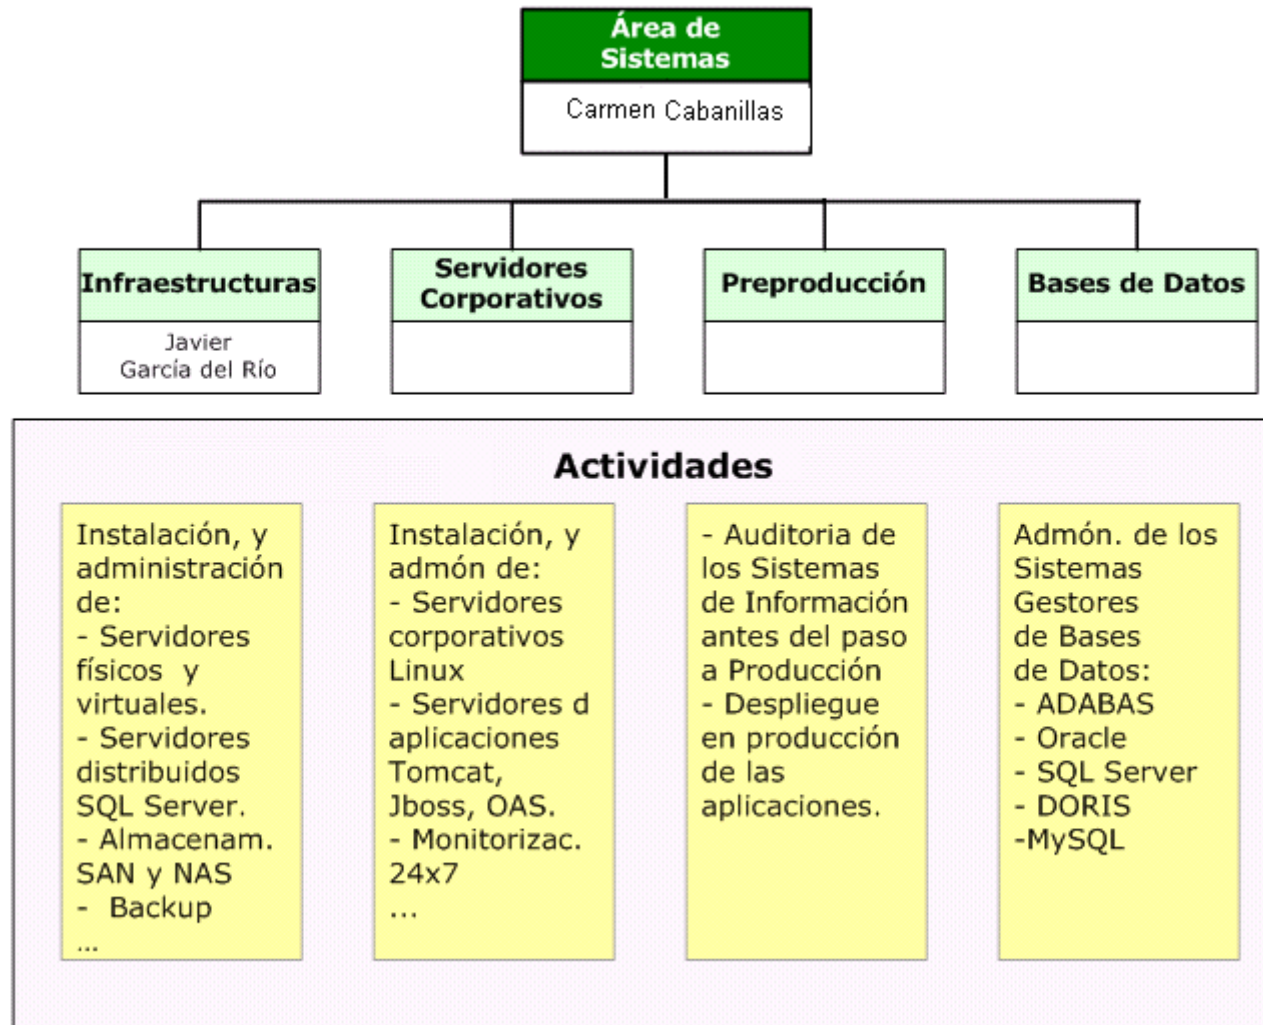 Área de
Sistemas
Carmen Cabanillas
Infraestructuras
Javier
García del Río
Servidores
Corporativos
Preproducción
Bases de Datos
Actividades
Instalación, y
administración
de:
- Servidores
físicos y
virtuales.
- Servidores
distribuidos
SQL Server.
- Almacenam.
SAN y NAS
- Backup
...
Instalación, y
admón de:
- Servidores
corporativos
Linux
- Servidores d
aplicaciones
Tomcat,
Jboss, OAS.
- Monitorizac.
24x7
...
- Auditoria de
los Sistemas
de Información
antes del paso
a Producción
- Despliegue
en producción
de las
aplicaciones.
Admón. de los
Sistemas
Gestores
de Bases
de Datos:
- ADABAS
- Oracle
- SQL Server
- DORIS
-MySQL